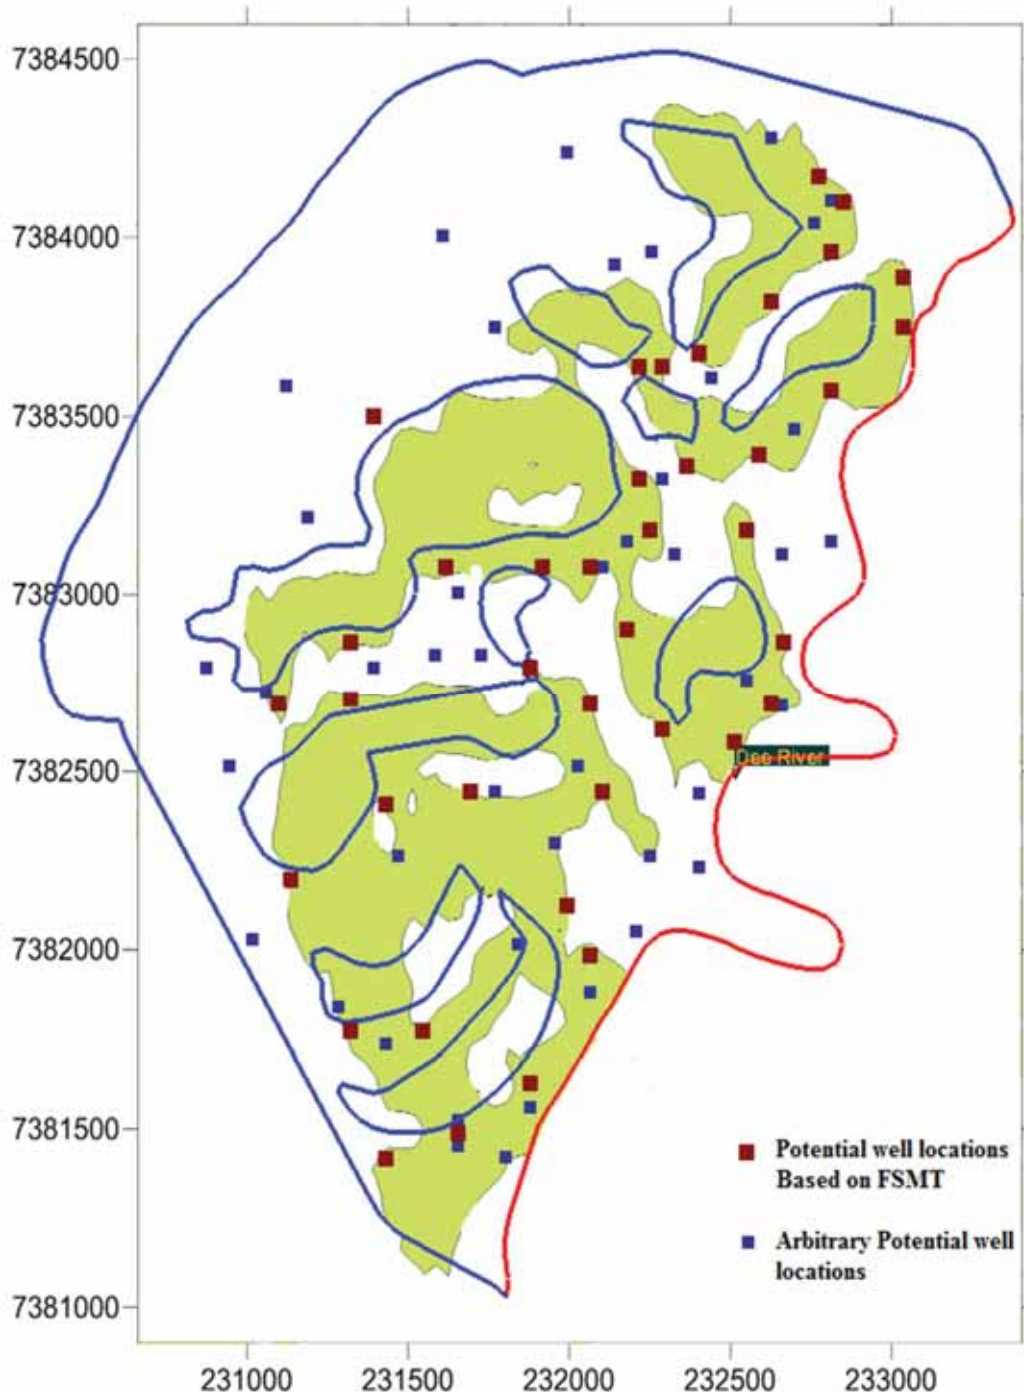 7384500
7384000
7383500
7383000
7382500
Dee River
7382000
7381500
7381000
Potential well locations
Based on FSMT
Arbitrary Potential well
locations
231000
231500
232000
232500
233000